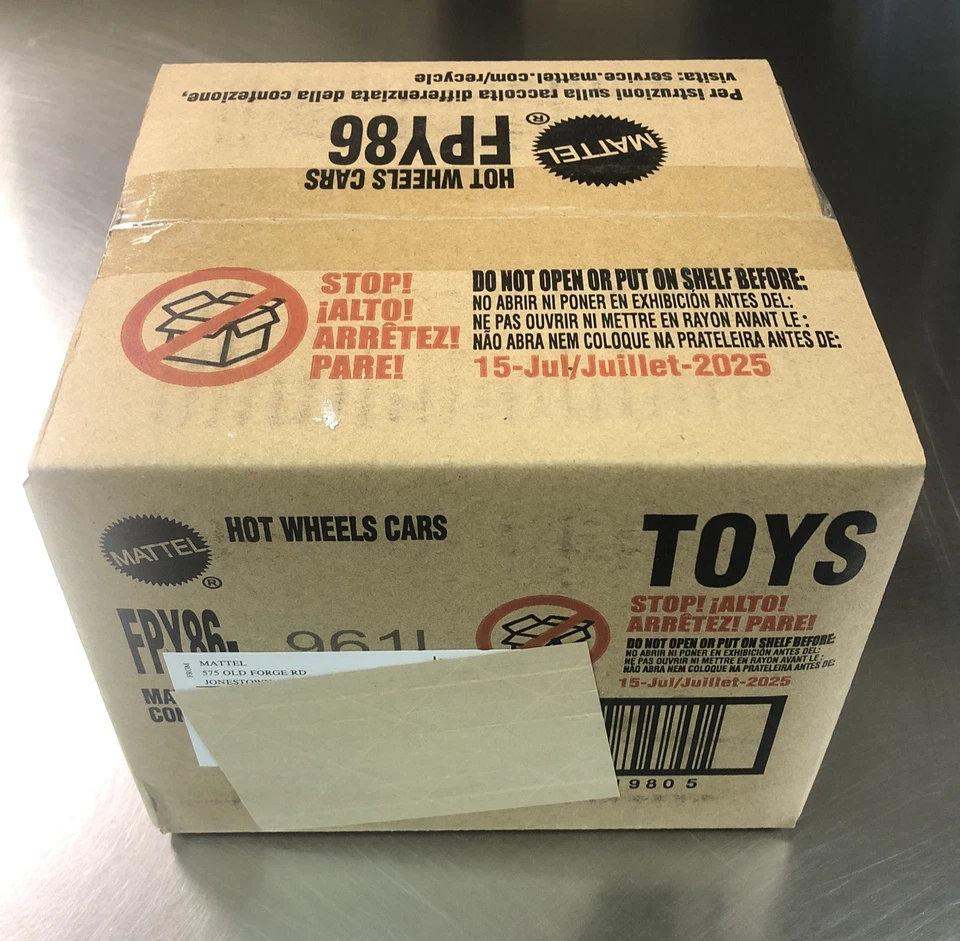 Per istruzioni sulla raccolta differenziata della confezione,
visita: service.mattel.com/recycle
MATTEL ®
HOT WHEELS CARS
FPY86
STOP!
¡ALTO!
ARRÊTEZ!
PARE!
DO NOT OPEN OR PUT ON SHELF BEFORE:
NO ABRIR NI PONER EN EXHIBICIÓN ANTES DEL:
NE PAS OUVRIR NI METTRE EN RAYON AVANT LE :
NÃO ABRA NEM COLOQUE NA PRATELEIRA ANTES DE:
15-Jul/Juillet-2025
MATTEL ®
HOT WHEELS CARS
FPY86-
961
TOYS
STOP! ¡ALTO!
ARRÊTEZ! PARE!
DO NOT OPEN OR PUT ON SHELF BEFORE:
NO ABRIR NI PONER EN EXHIBICIÓN ANTES DEL:
NE PAS OUVRIR NI METTRE EN RAYON AVANT LE :
NÃO ABRA NEM COLOQUE NA PRATELEIRA ANTES DE:
15-Jul/Juillet-2025
FROM
MATTEL
575 OLD FORGE RD
9805